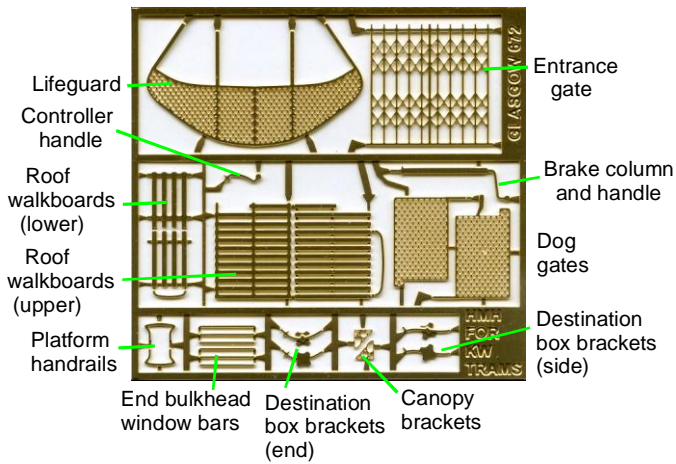 Lifeguard
Controller
handle
Roof
walkboards
(lower)
Roof
walkboards
(upper)
Platform
handrails
End bulkhead
window bars
Destination
box brackets
(end)
Canopy
brackets
Entrance
gate
Brake column
and handle
Dog
gates
Destination
box brackets
(side)
GLASGOW 672
HMH
FOR
KW
TRAMS